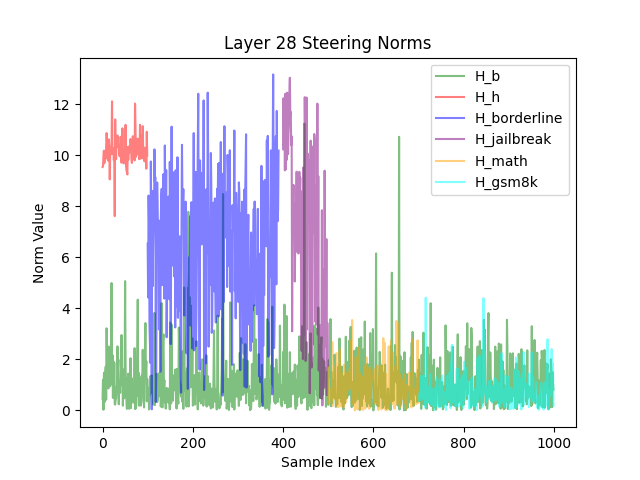 Layer 28 Steering Norms
H_b
H_h
H_borderline
H_jailbreak
H_math
H_gsm8k
Norm Value
12
10
8
6
4
2
0
0 200 400 600 800 1000
Sample Index